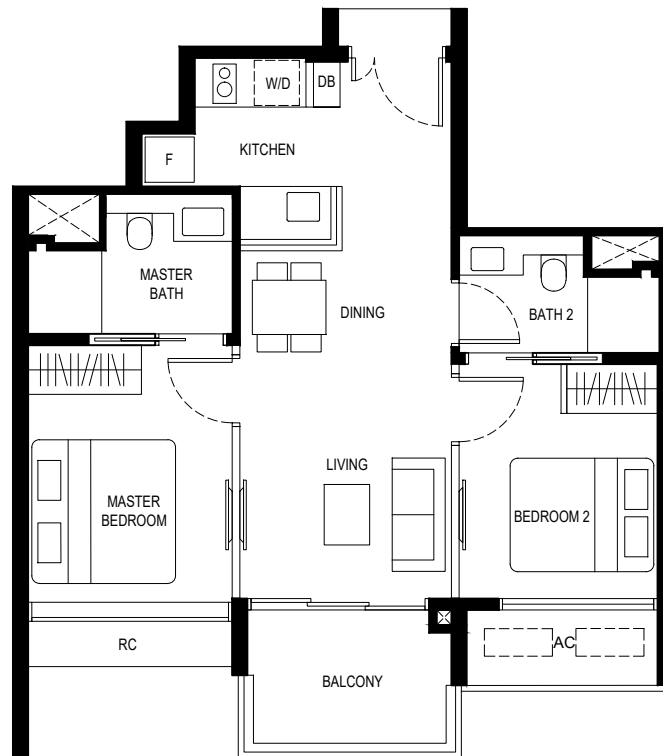 W/D
DB
F
KITCHEN
MASTER
BATH
DINING
BATH 2
LIVING
MASTER
BEDROOM
BEDROOM 2
RC
AC
BALCONY